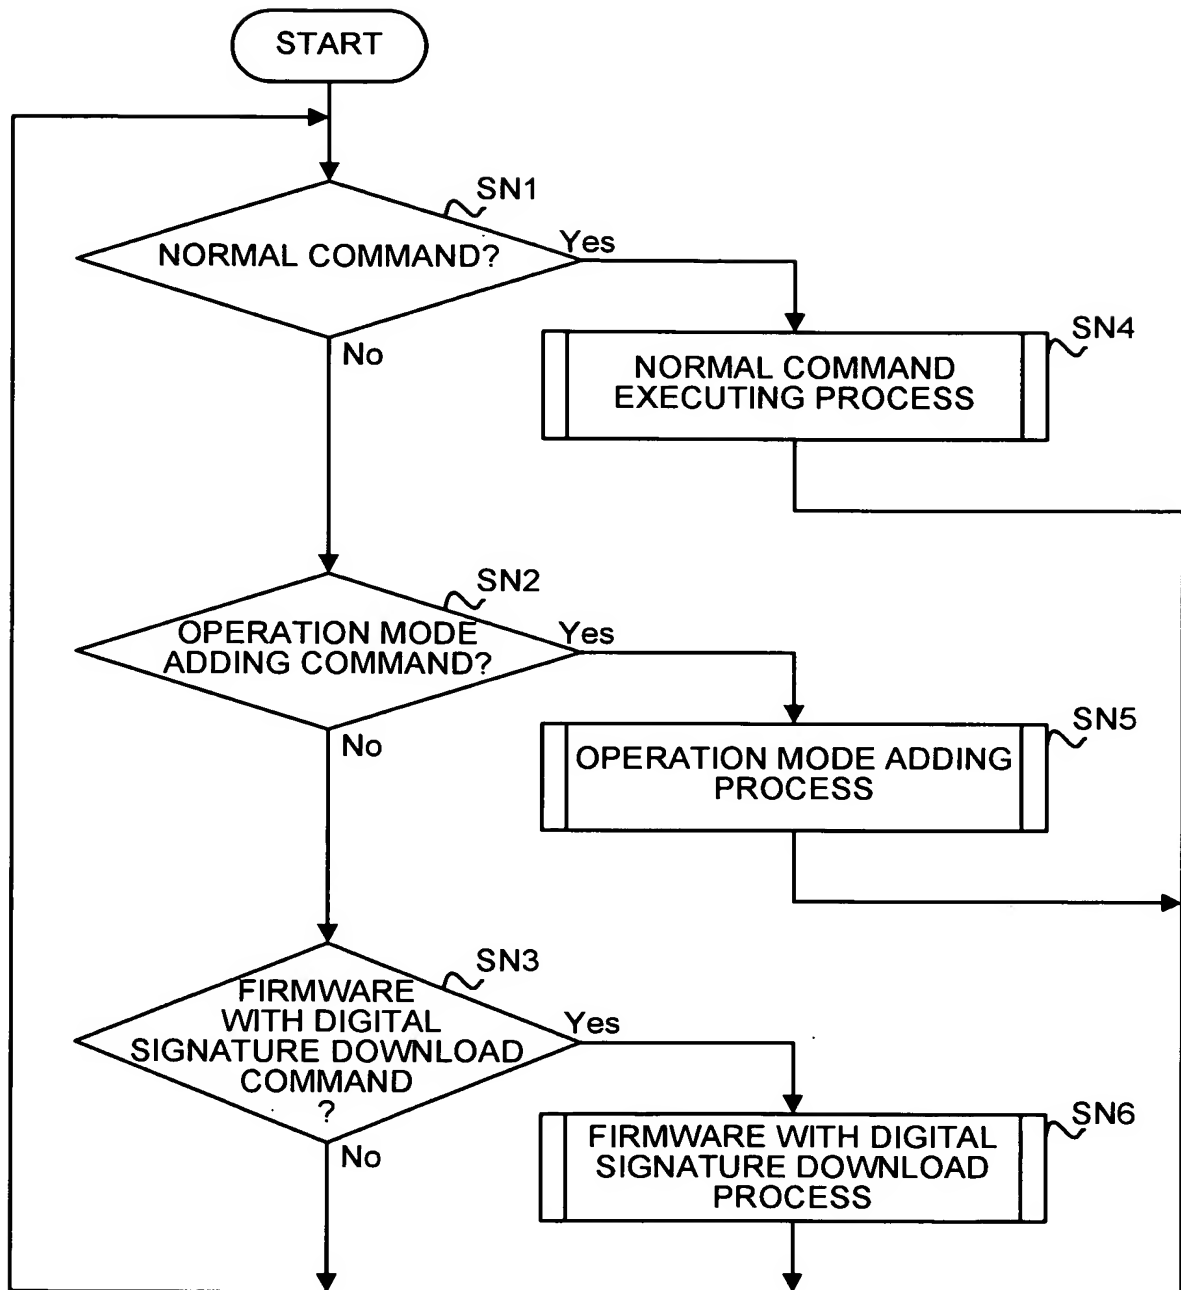 START
SN1
NORMAL COMMAND?
Yes
No
SN4
NORMAL COMMAND
EXECUTING PROCESS
SN2
OPERATION MODE
ADDING COMMAND?
Yes
No
SN5
OPERATION MODE ADDING
PROCESS
SN3
FIRMWARE
WITH DIGITAL
SIGNATURE DOWNLOAD
COMMAND
?
Yes
No
SN6
FIRMWARE WITH DIGITAL
SIGNATURE DOWNLOAD
PROCESS